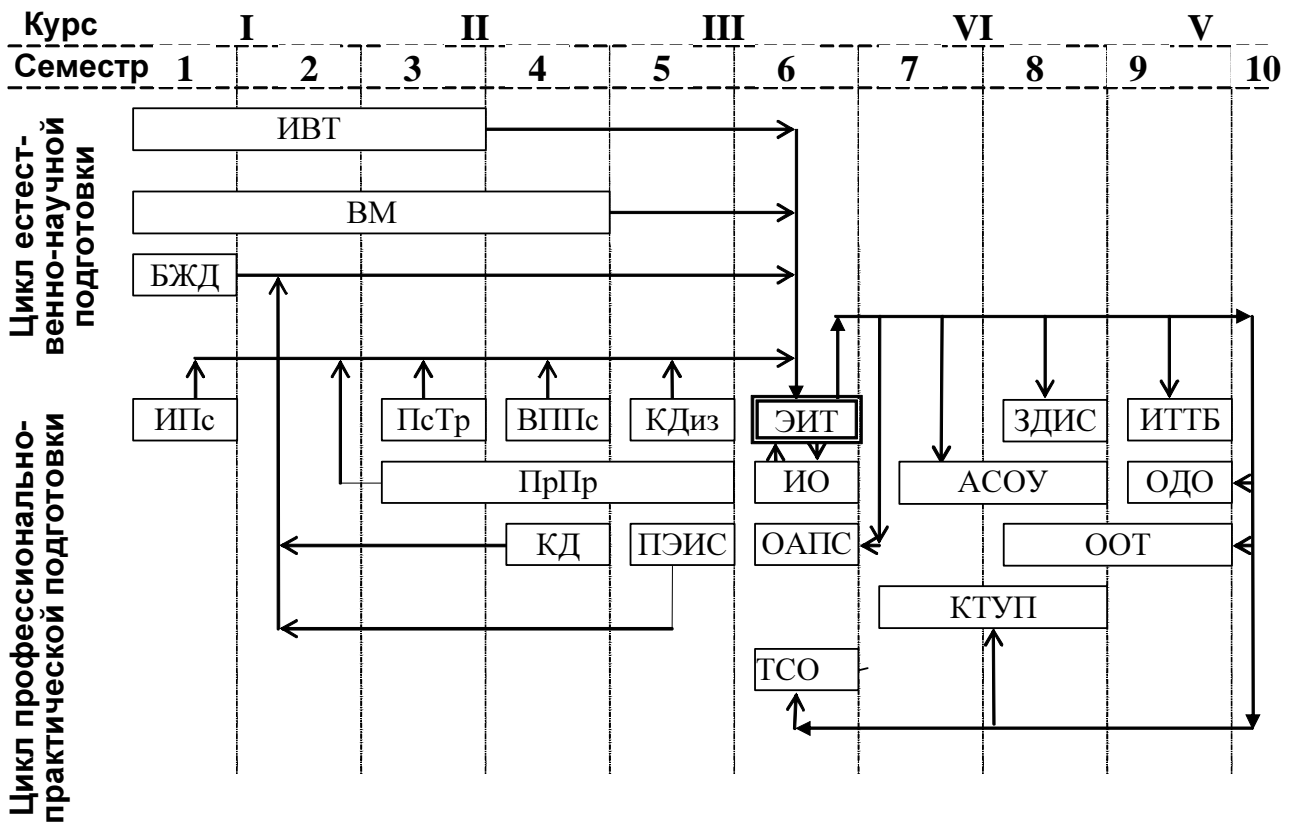 Курс I II III VI V
Семестр 1 2 3 4 5 6 7 8 9 10
Цикл естест-
венно-научной
подготовки
ИВТ
ВМ
БЖД
Цикл профессионально-
практической подготовки
ИПс ПсТр ВППс КДиз ЭИТ ЗДИС ИТТБ
ПрПр ИО АСОУ ОДО
КД ПЭИС ОАПС ООТ
КТУП
ТСО